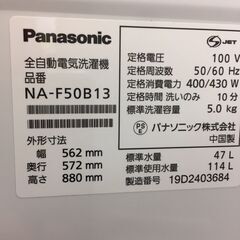 Panasonic
全自動電気洗濯機
品番
NA-F50B13
外形寸法
幅 562 mm
奥行 572 mm
高さ 880 mm
JET
定格電圧 100 V
定格周波数 50/60 Hz
定格消費電力 400/430 W
定格時間 洗いのみ 10分
標準洗濯容量 5.0 kg
PS E
パナソニック株式会社
中国製
標準水量 47 L
標準使用水量 114 L
製造番号 19D2403684